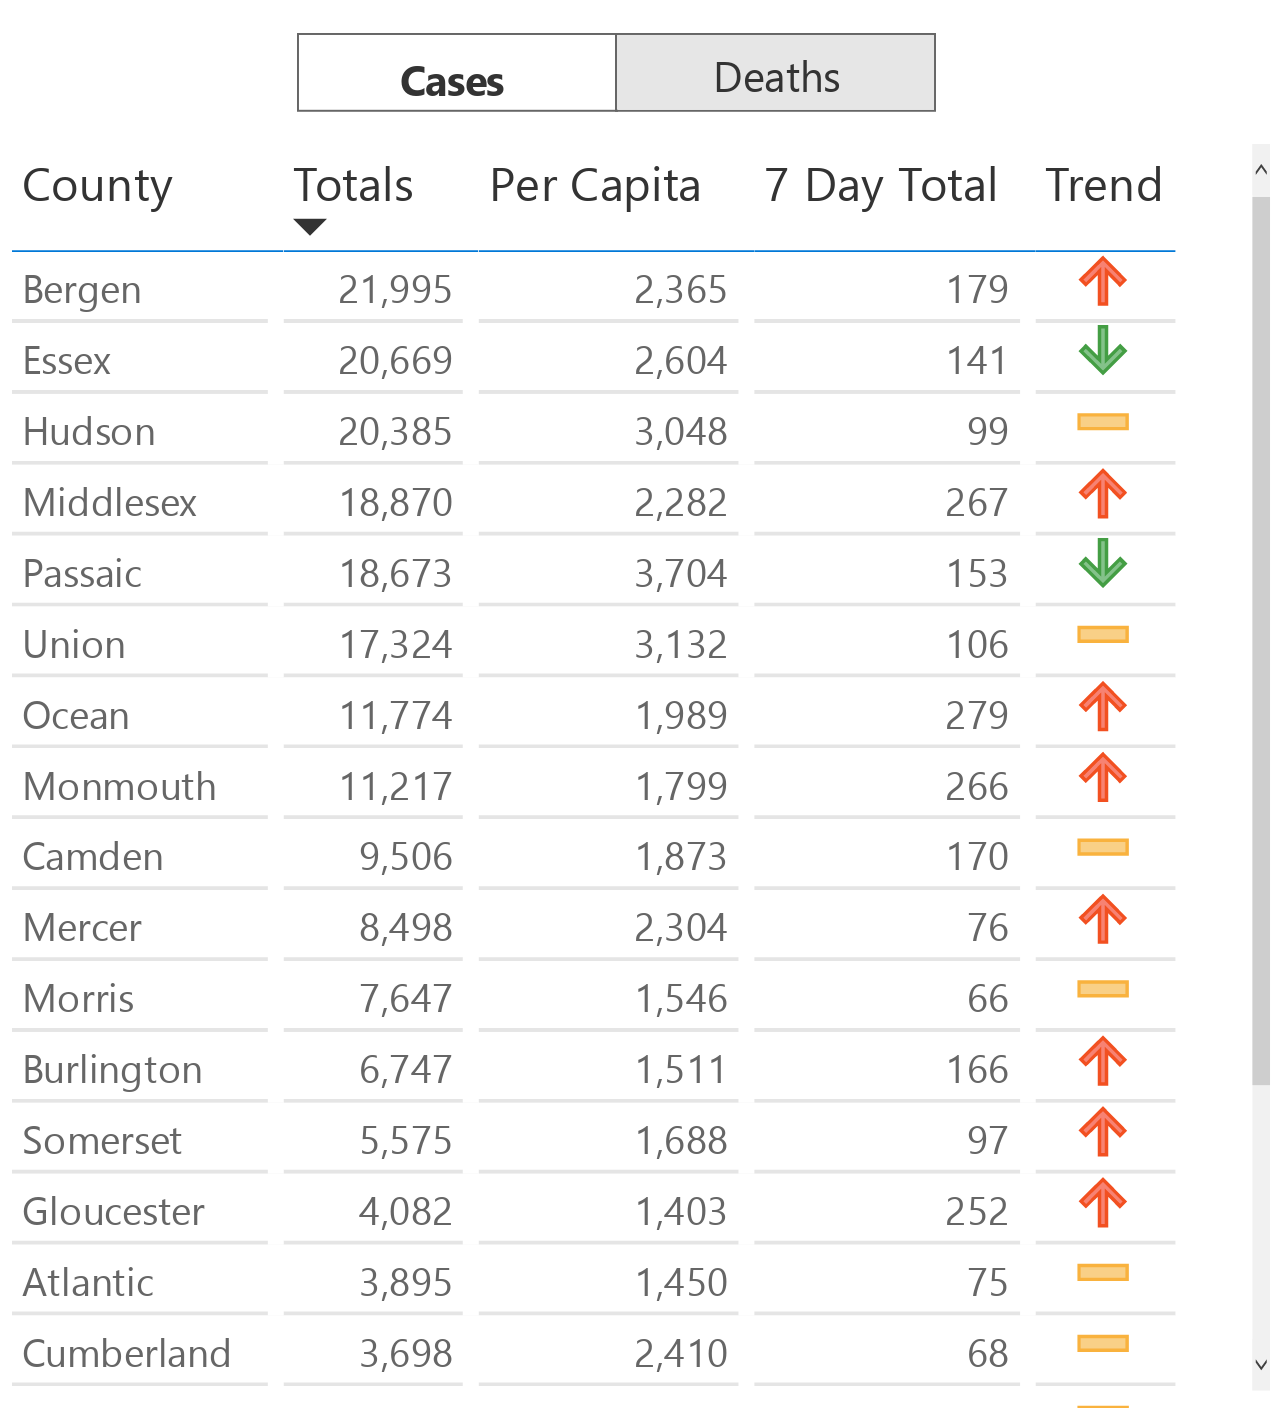 Cases Deaths
County Totals Per Capita 7 Day Total Trend
Bergen 21,995 2,365 179
Essex 20,669 2,604 141
Hudson 20,385 3,048 99
Middlesex 18,870 2,282 267
Passaic 18,673 3,704 153
Union 17,324 3,132 106
Ocean 11,774 1,989 279
Monmouth 11,217 1,799 266
Camden 9,506 1,873 170
Mercer 8,498 2,304 76
Morris 7,647 1,546 66
Burlington 6,747 1,511 166
Somerset 5,575 1,688 97
Gloucester 4,082 1,403 252
Atlantic 3,895 1,450 75
Cumberland 3,698 2,410 68